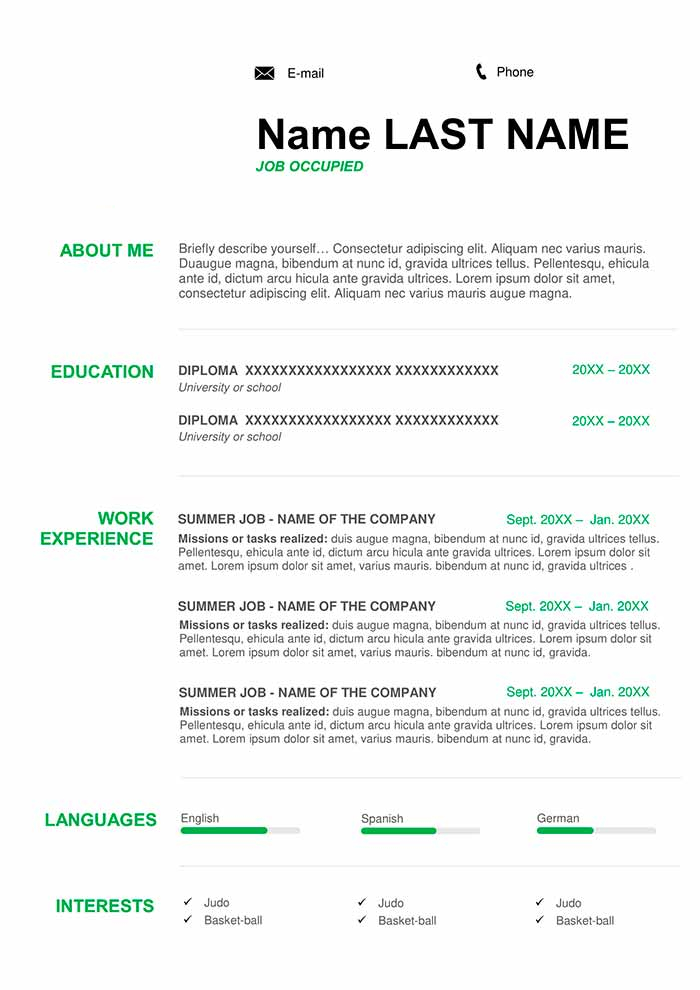 E-mail
Phone
Name LAST NAME
JOB OCCUPIED
ABOUT ME
Briefly describe yourself… Consectetur adipiscing elit. Aliquam nec varius mauris.
Duaugue magna, bibendum at nunc id, gravida ultrices tellus. Pellentesqu, ehicula
ante id, dictum arcu hicula ante gravida ultrices. Lorem ipsum dolor sit amet,
consectetur adipiscing elit. Aliquam nec varius mauris augue magna.
EDUCATION
DIPLOMA XXXXXXXXXXXXXXXXX XXXXXXXXXXXX
20XX – 20XX
University or school
DIPLOMA XXXXXXXXXXXXXXXXX XXXXXXXXXXXX
20XX – 20XX
University or school
WORK
EXPERIENCE
SUMMER JOB - NAME OF THE COMPANY
Sept. 20XX – Jan. 20XX
Missions or tasks realized: duis augue magna, bibendum at nunc id, gravida ultrices tellus.
Pellentesqu, ehicula ante id, dictum arcu hicula ante gravida ultrices. Lorem ipsum dolor sit
amet. Lorem ipsum dolor sit amet, varius mauris. bibendum at nunc id, gravida ultrices .
SUMMER JOB - NAME OF THE COMPANY
Sept. 20XX – Jan. 20XX
Missions or tasks realized: duis augue magna, bibendum at nunc id, gravida ultrices tellus.
Pellentesqu, ehicula ante id, dictum arcu hicula ante gravida ultrices. Lorem ipsum dolor sit
amet. Lorem ipsum dolor sit amet, varius mauris. bibendum at nunc id, gravida.
SUMMER JOB - NAME OF THE COMPANY
Sept. 20XX – Jan. 20XX
Missions or tasks realized: duis augue magna, bibendum at nunc id, gravida ultrices tellus.
Pellentesqu, ehicula ante id, dictum arcu hicula ante gravida ultrices. Lorem ipsum dolor sit
amet. Lorem ipsum dolor sit amet, varius mauris. bibendum at nunc id, gravida.
LANGUAGES
English
Spanish
German
INTERESTS
✓ Judo
✓ Judo
✓ Judo
✓ Basket-ball
✓ Basket-ball
✓ Basket-ball